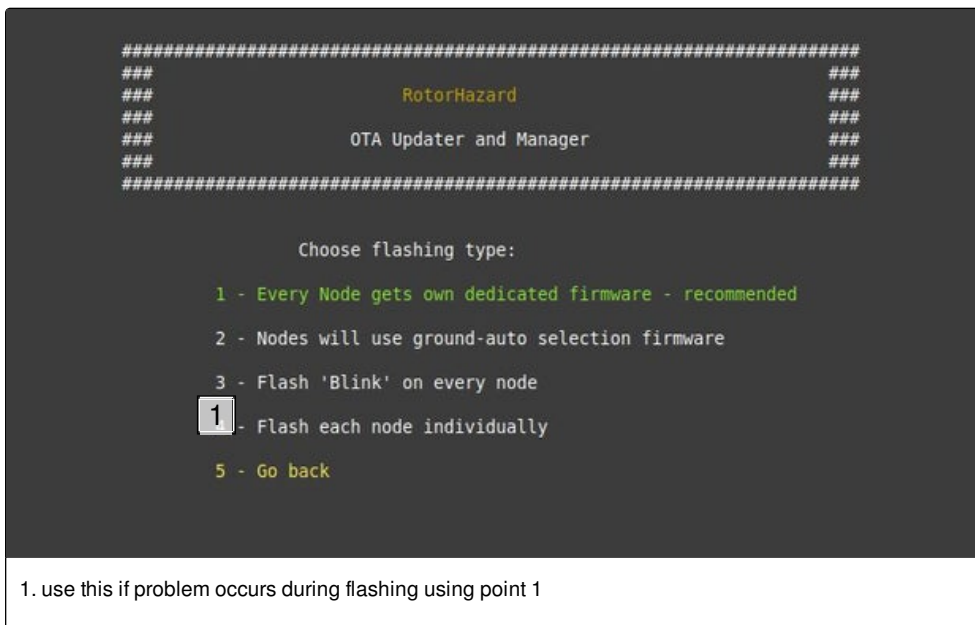 ######################################################################
### ###
### RotorHazard ###
### ###
### OTA Updater and Manager ###
### ###
######################################################################
Choose flashing type:
1 - Every Node gets own dedicated firmware - recommended
2 - Nodes will use ground-auto selection firmware
3 - Flash 'Blink' on every node
1 - Flash each node individually
5 - Go back
1. use this if problem occurs during flashing using point 1